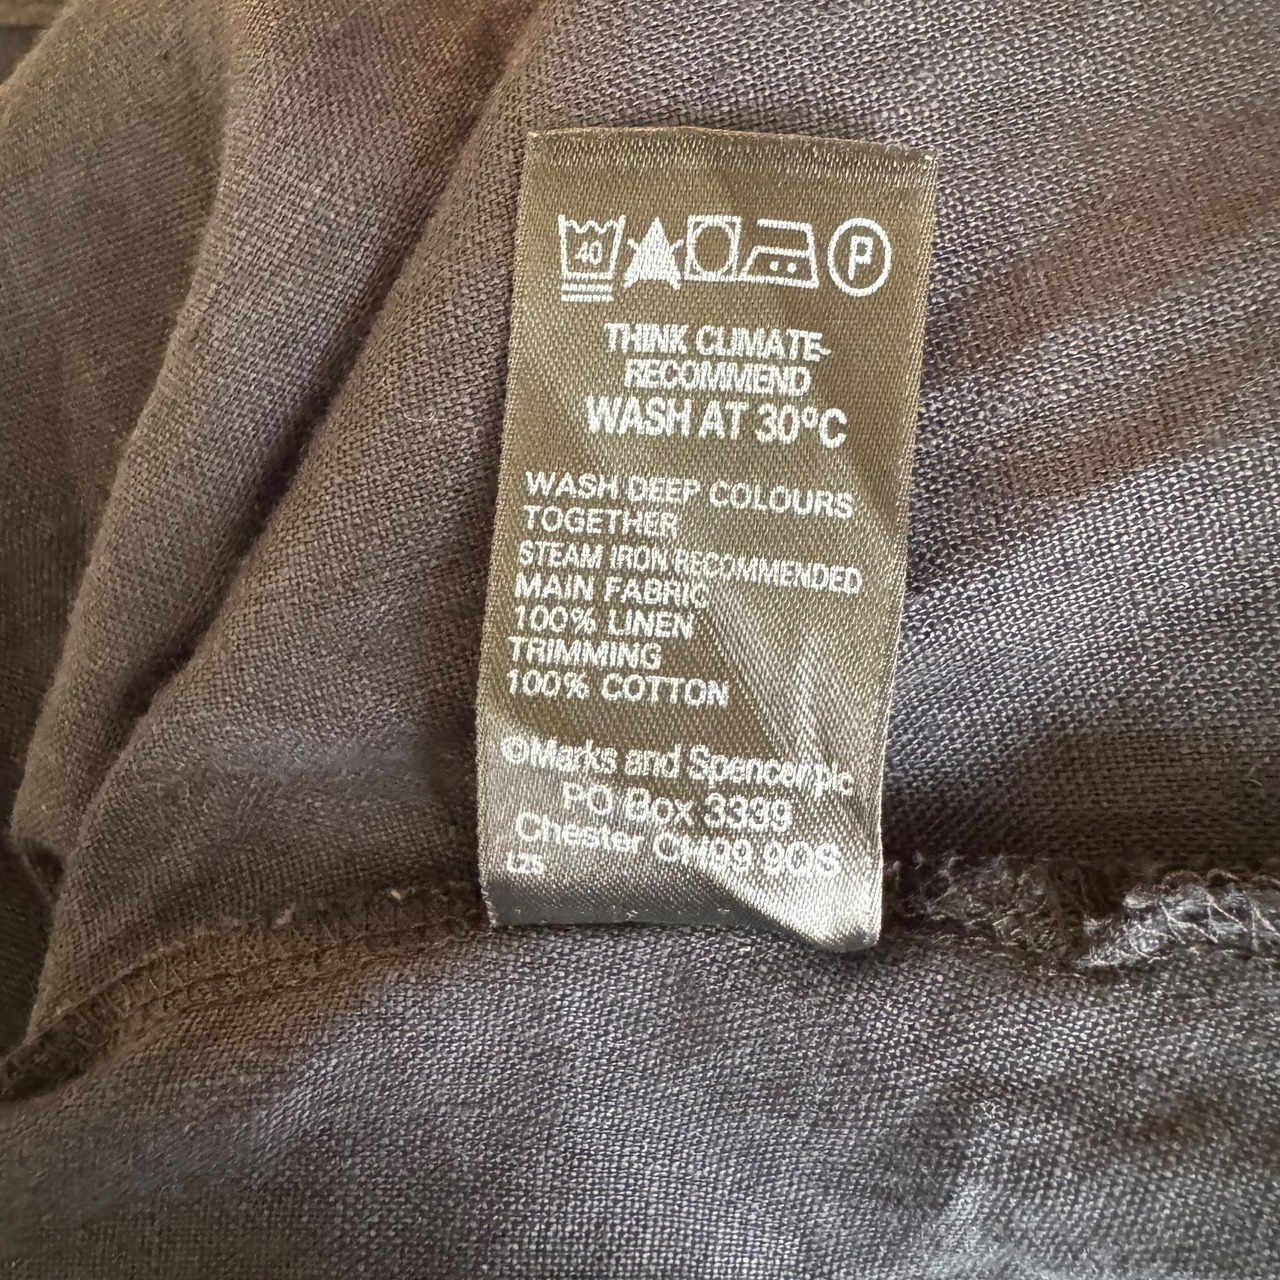 40
P
THINK CLIMATE-
RECOMMEND
WASH AT 30ºC
WASH DEEP COLOURS
TOGETHER
STEAM IRON RECOMMENDED
MAIN FABRIC
100% LINEN
TRIMMING
100% COTTON
©Marks and Spencer plc
PO Box 3339
Chester CH99 9QS